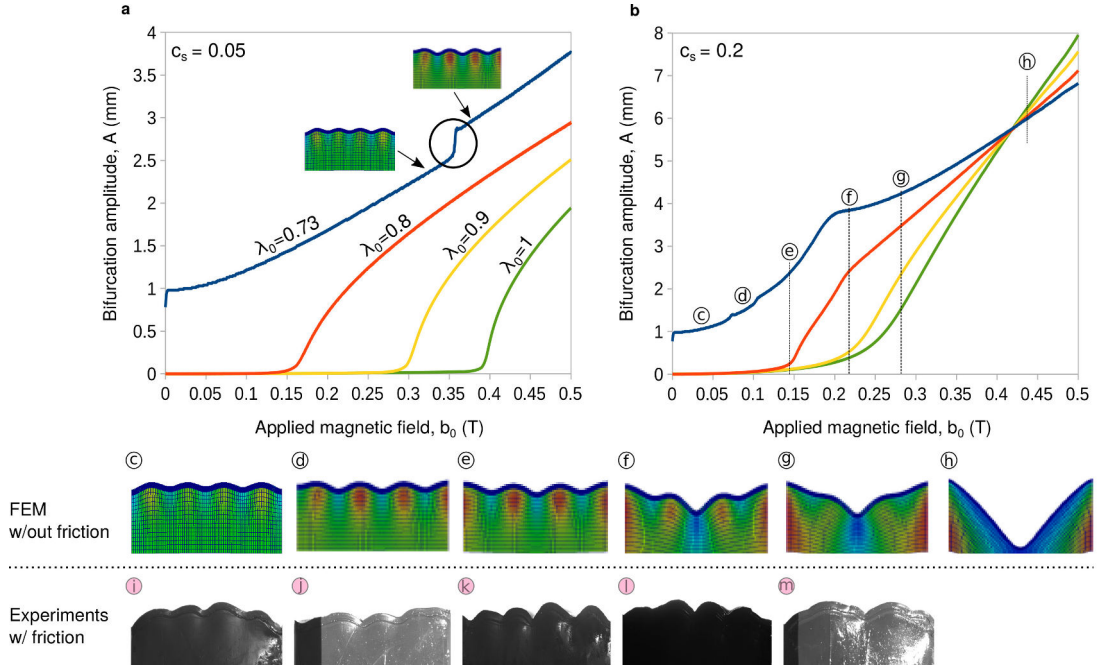 a
c_s = 0.05
Bifurcation amplitude, A (mm)
4
3.5
3
2.5
2
1.5
1
0.5
0
λ₀=0.73
λ₀=0.8
λ₀=0.9
λ₀=1
0 0.05 0.1 0.15 0.2 0.25 0.3 0.35 0.4 0.45 0.5
Applied magnetic field, b₀ (T)
b
c_s = 0.2
Bifurcation amplitude, A (mm)
8
7
6
5
4
3
2
1
0
c
d
e
f
g
h
0 0.05 0.1 0.15 0.2 0.25 0.3 0.35 0.4 0.45 0.5
Applied magnetic field, b₀ (T)
c d e f g h
FEM
w/out friction
i j k l m
Experiments
w/ friction